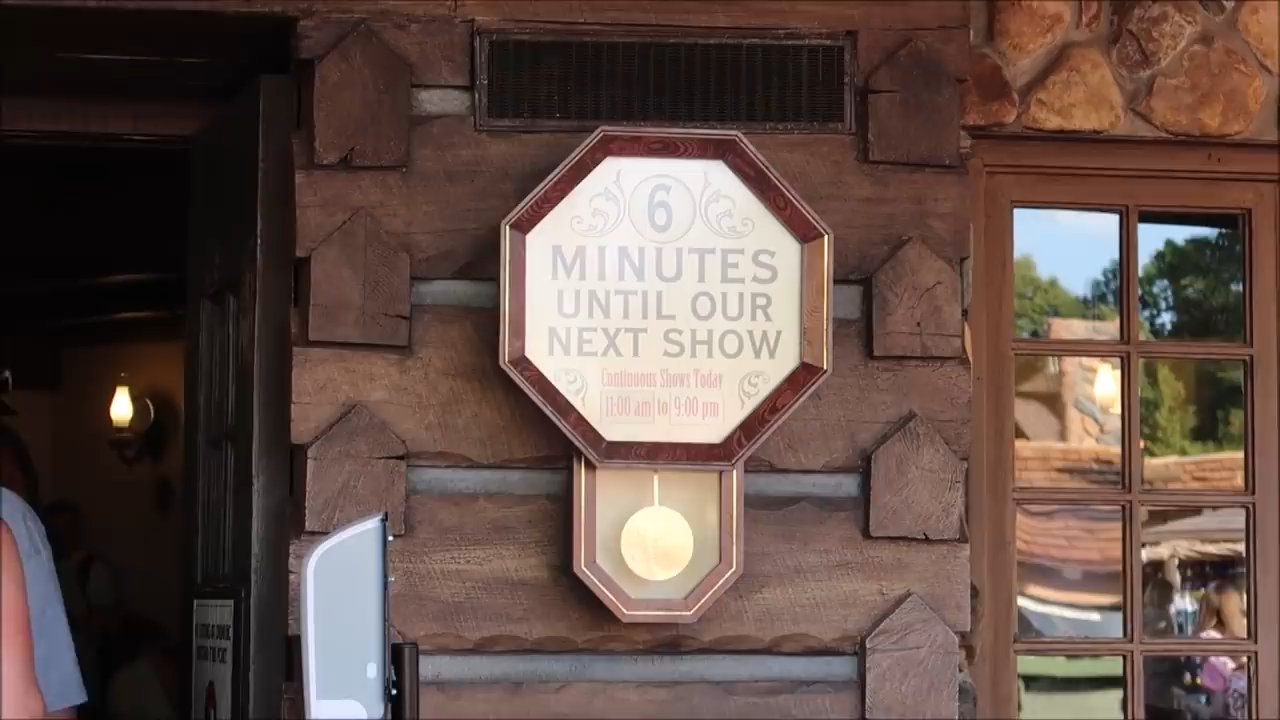 6
MINUTES
UNTIL OUR
NEXT SHOW
Continuous Shows Today
11:00 am to 9:00 pm